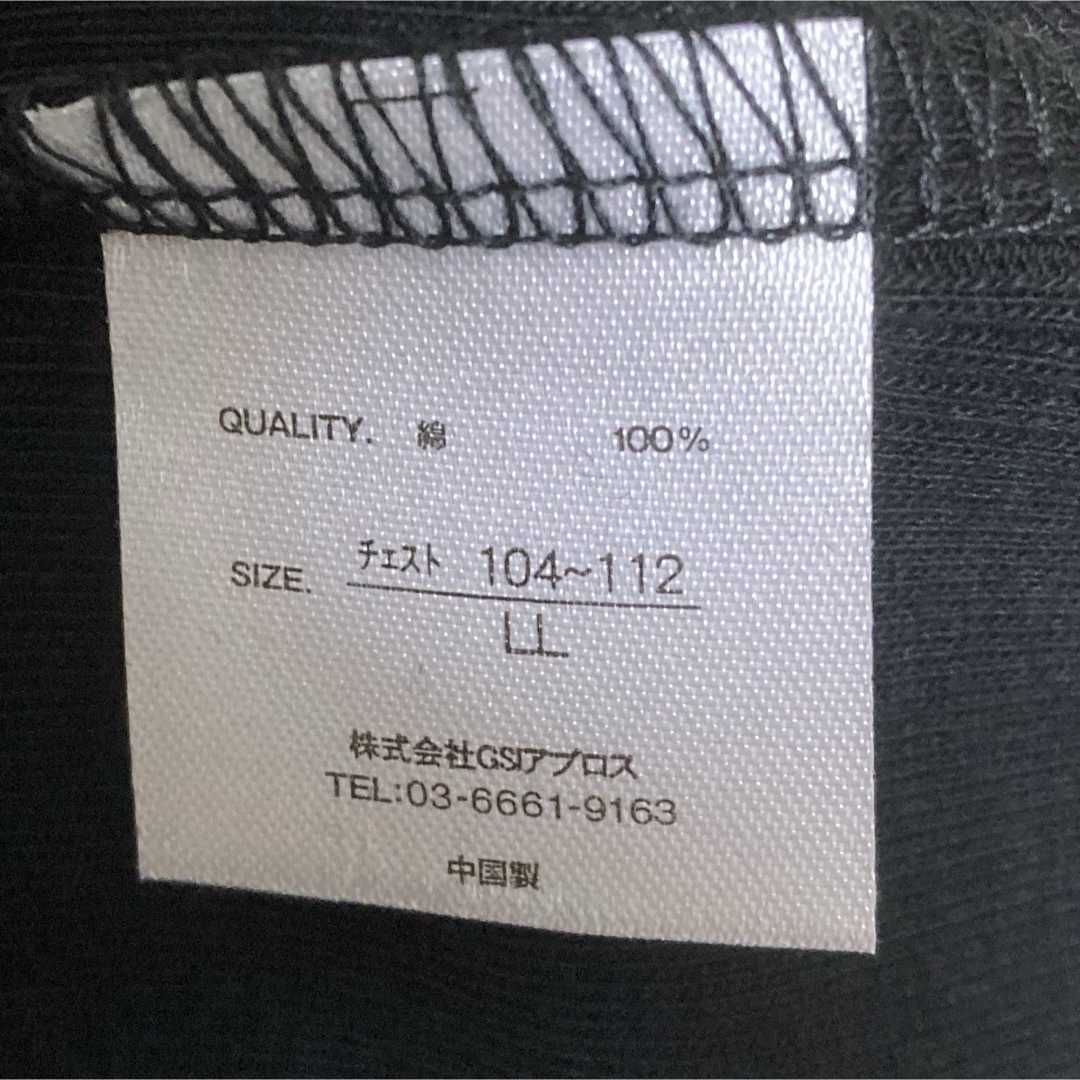 QUALITY. 綿 100%
SIZE. チェスト 104~112
LL
株式会社GSIアプロス
TEL:03-6661-9163
中国製